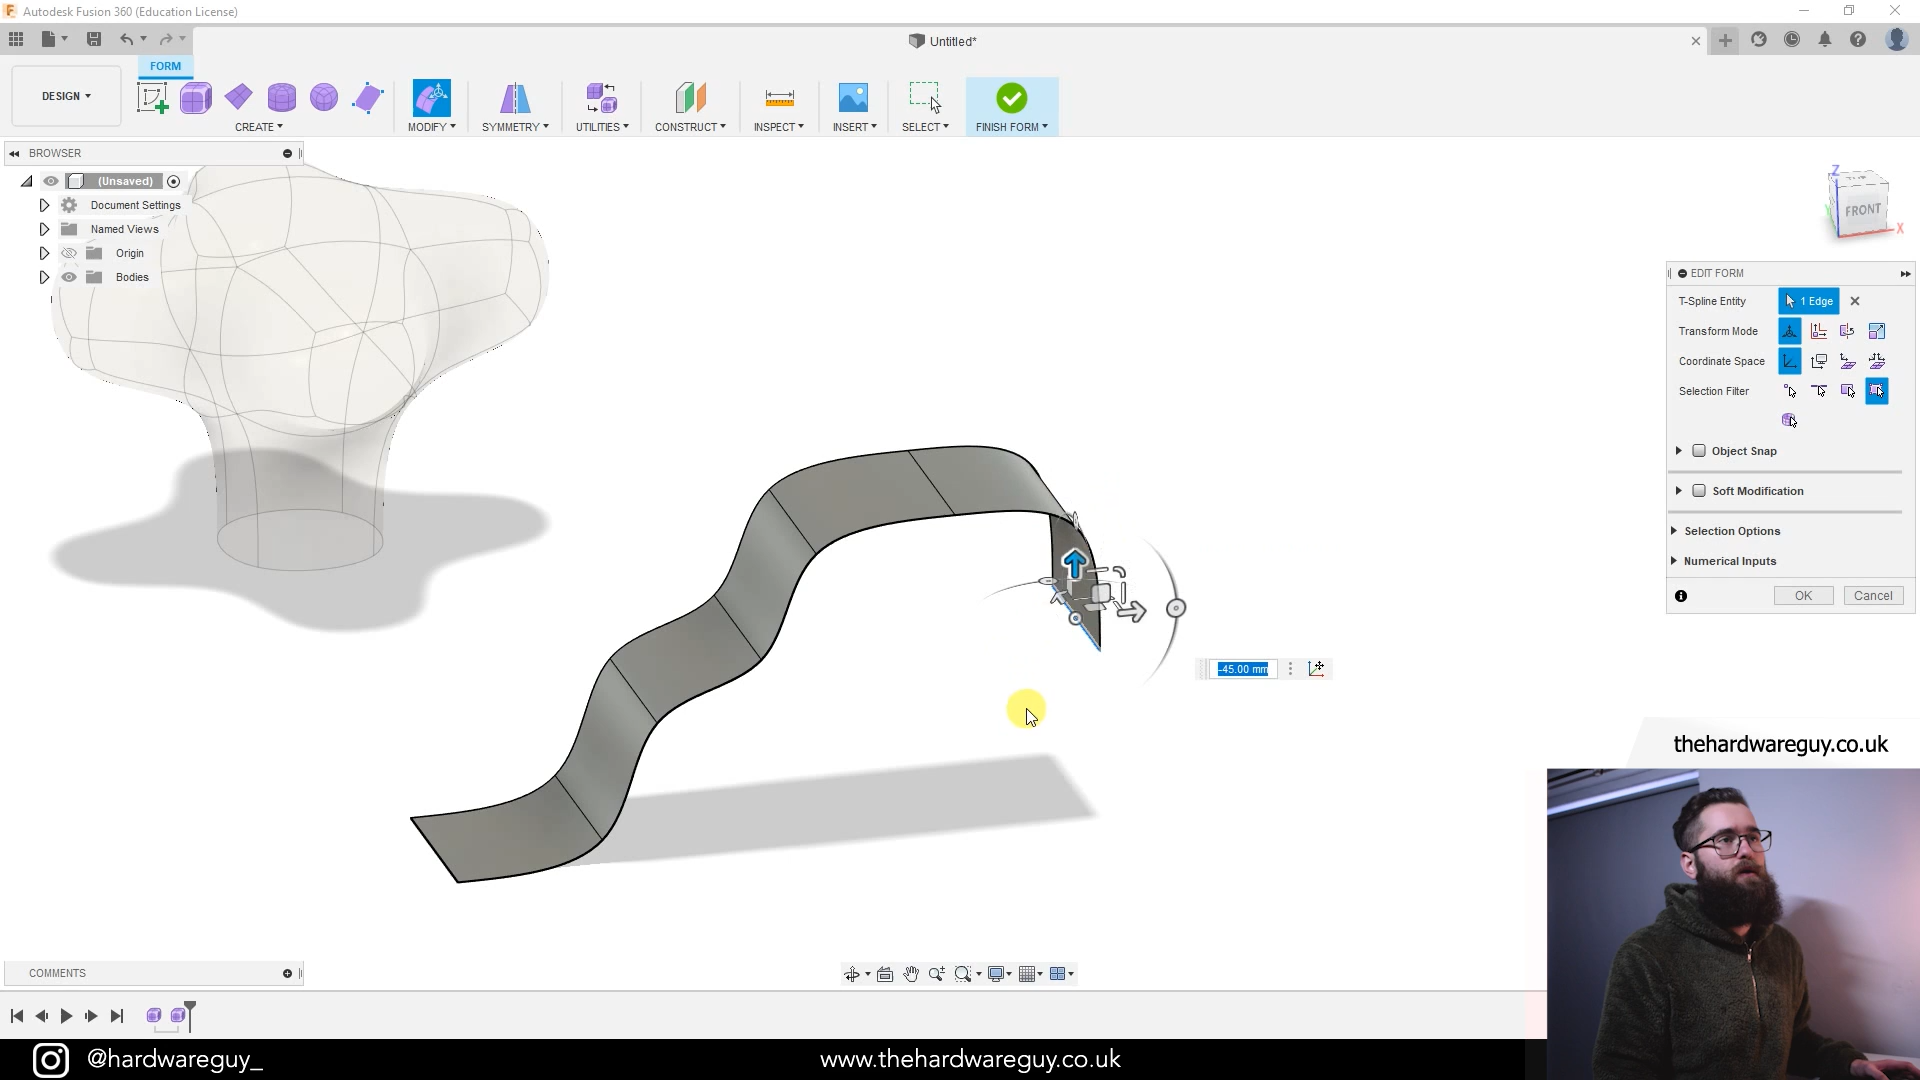 Autodesk Fusion 360 (Education License)
Untitled*
FORM
DESIGN
CREATE
MODIFY
SYMMETRY
UTILITIES
CONSTRUCT
INSPECT
INSERT
SELECT
FINISH FORM
BROWSER
(Unsaved)
Document Settings
Named Views
Origin
Bodies
Z
TOP
FRONT
X
EDIT FORM
T-Spline Entity
1 Edge
Transform Mode
Coordinate Space
Selection Filter
Object Snap
Soft Modification
Selection Options
Numerical Inputs
OK
Cancel
-45.00 mm
thehardwareguy.co.uk
COMMENTS
@hardwareguy_
www.thehardwareguy.co.uk